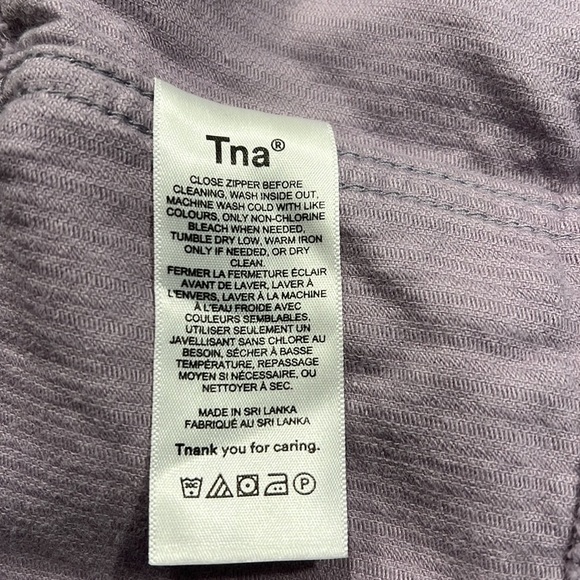 Tna®
CLOSE ZIPPER BEFORE
CLEANING, WASH INSIDE OUT,
MACHINE WASH COLD WITH LIKE
COLOURS, ONLY NON-CHLORINE
BLEACH WHEN NEEDED,
TUMBLE DRY LOW, WARM IRON
ONLY IF NEEDED, OR DRY
CLEAN.
FERMER LA FERMETURE ÉCLAIR
AVANT DE LAVER, LAVER À
L'ENVERS, LAVER À LA MACHINE
À L'EAU FROIDE AVEC
COULEURS SEMBLABLES,
UTILISER SEULEMENT UN
JAVELLISANT SANS CHLORE AU
BESOIN, SÉCHER À BASSE
TEMPÉRATURE, REPASSAGE
MOYEN SI NÉCESSAIRE, OU
NETTOYER À SEC.
MADE IN SRI LANKA
FABRIQUÉ AU SRI LANKA
Tnank you for caring.
30C P